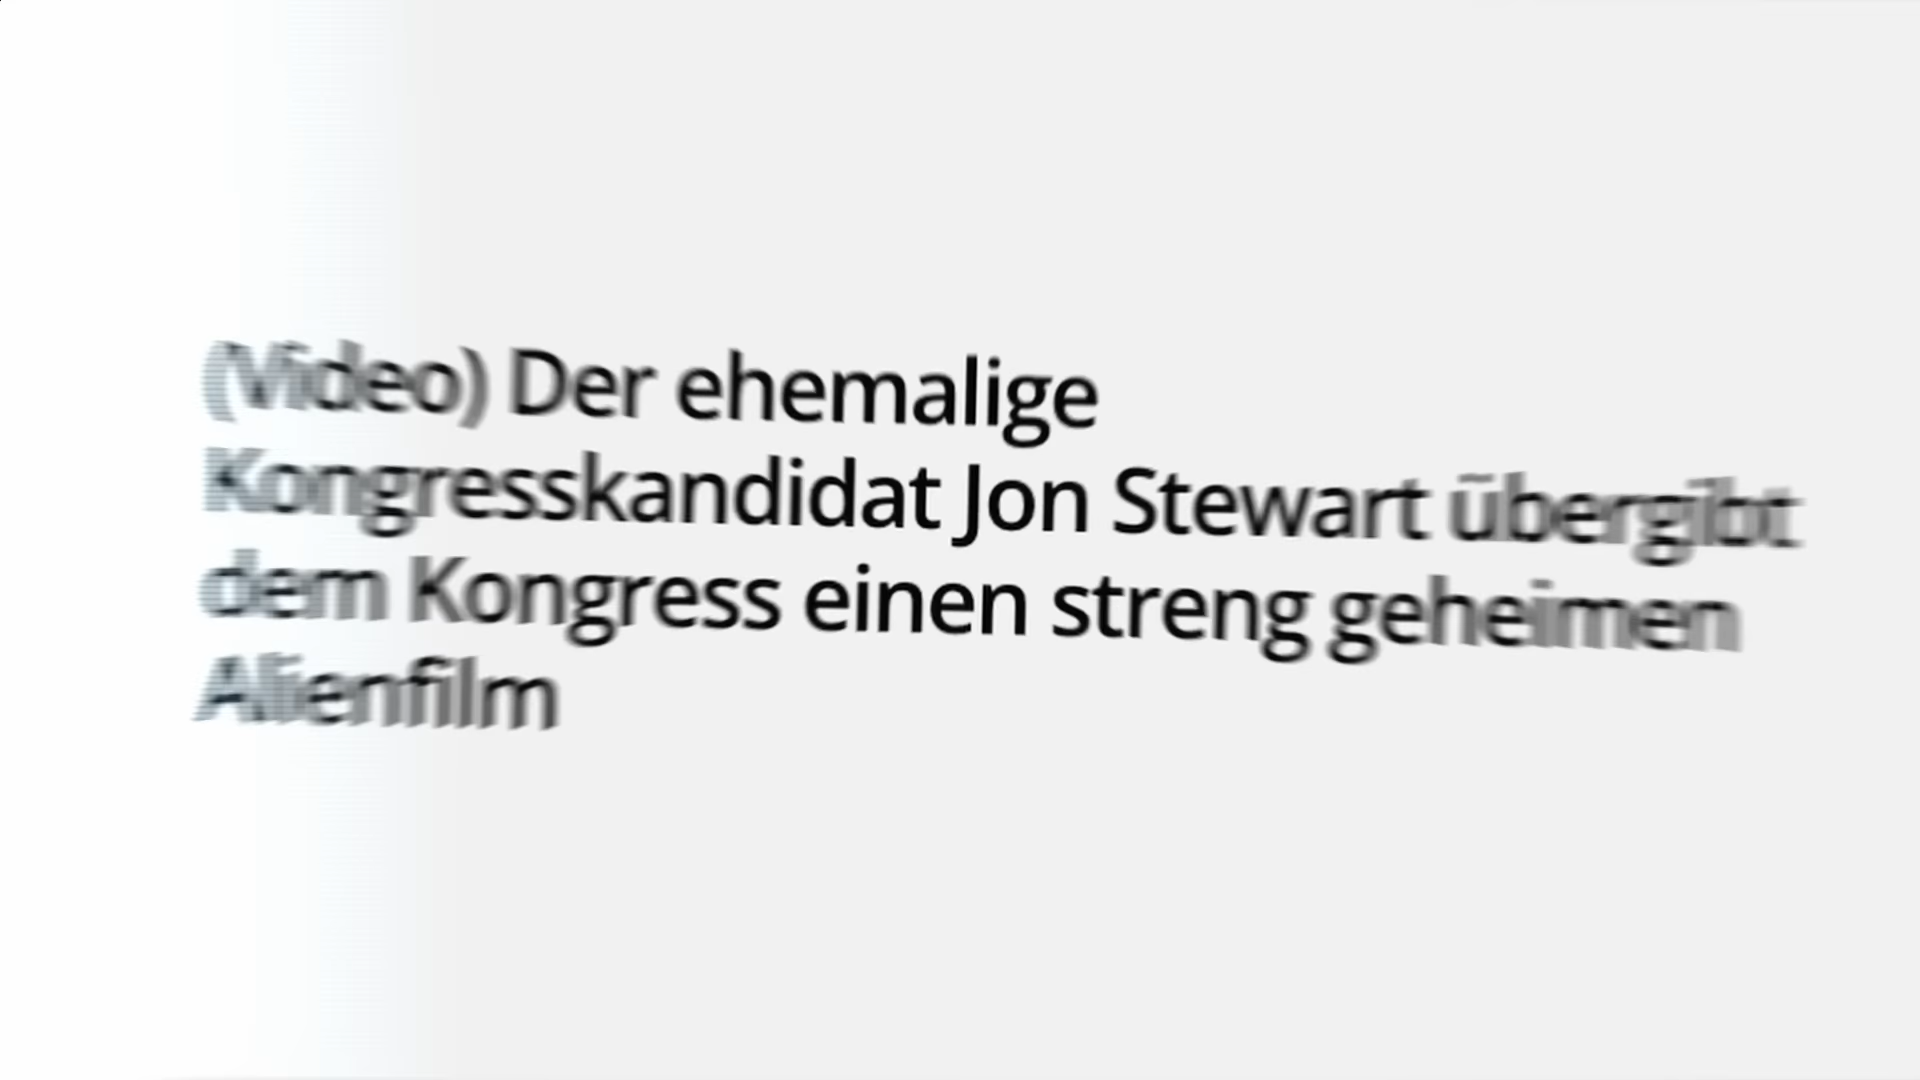 (Video) Der ehemalige
Kongresskandidat Jon Stewart übergibt
dem Kongress einen streng geheimen
Alienfilm